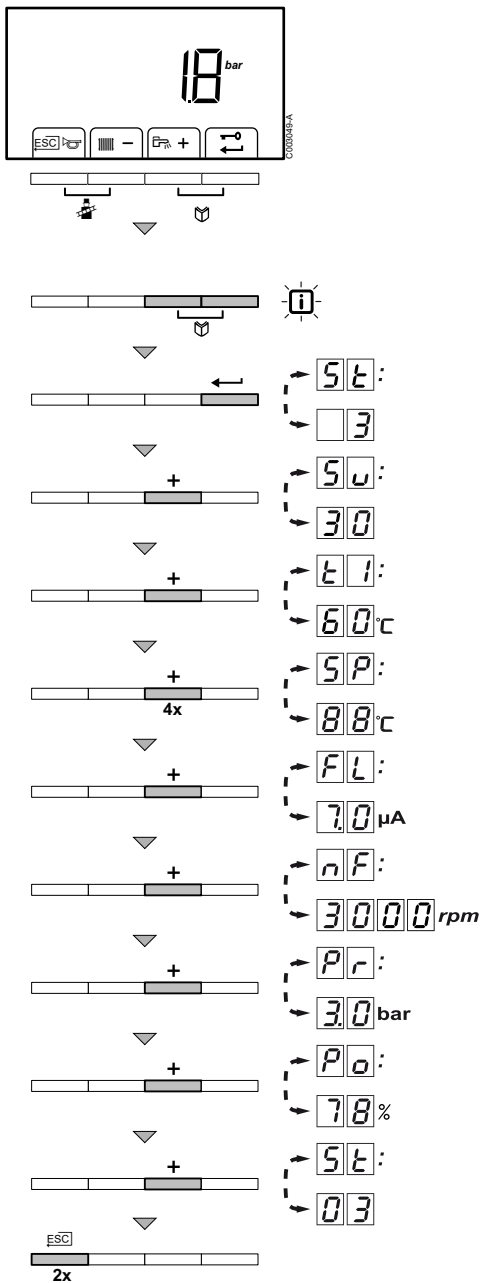 1.8 bar
ESC - +
C003049-A
i
St:
3
+
Su:
30
+
t1:
60 °C
+
4x
SP:
88 °C
+
FL:
7.0 µA
+
nF:
3000 rpm
+
Pr:
3.0 bar
+
Po:
78 %
+
St:
03
ESC
2x